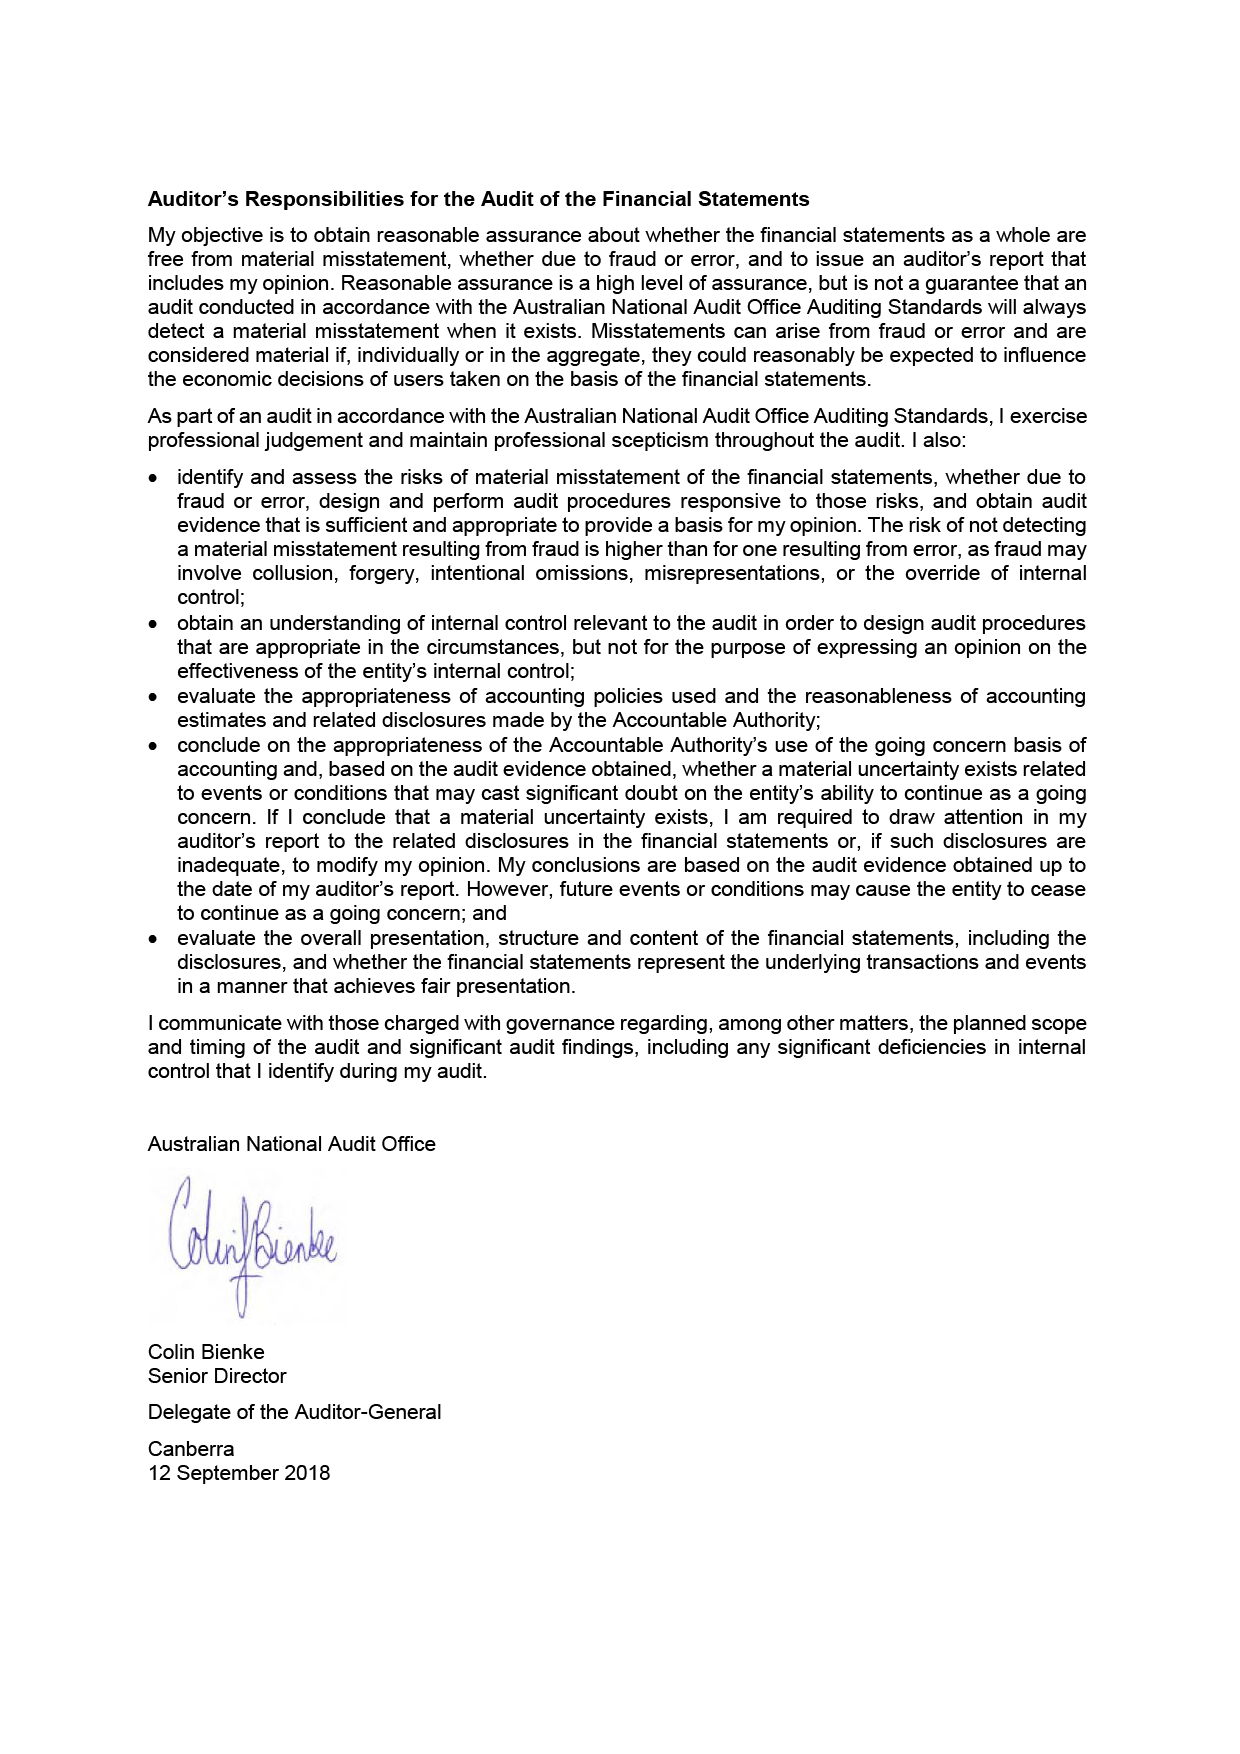 Auditor’s Responsibilities for the Audit of the Financial Statements
My objective is to obtain reasonable assurance about whether the financial statements as a whole are
free from material misstatement, whether due to fraud or error, and to issue an auditor’s report that
includes my opinion. Reasonable assurance is a high level of assurance, but is not a guarantee that an
audit conducted in accordance with the Australian National Audit Office Auditing Standards will always
detect a material misstatement when it exists. Misstatements can arise from fraud or error and are
considered material if, individually or in the aggregate, they could reasonably be expected to influence
the economic decisions of users taken on the basis of the financial statements.
As part of an audit in accordance with the Australian National Audit Office Auditing Standards, I exercise
professional judgement and maintain professional scepticism throughout the audit. I also:
• identify and assess the risks of material misstatement of the financial statements, whether due to
fraud or error, design and perform audit procedures responsive to those risks, and obtain audit
evidence that is sufficient and appropriate to provide a basis for my opinion. The risk of not detecting
a material misstatement resulting from fraud is higher than for one resulting from error, as fraud may
involve collusion, forgery, intentional omissions, misrepresentations, or the override of internal
control;
• obtain an understanding of internal control relevant to the audit in order to design audit procedures
that are appropriate in the circumstances, but not for the purpose of expressing an opinion on the
effectiveness of the entity’s internal control;
• evaluate the appropriateness of accounting policies used and the reasonableness of accounting
estimates and related disclosures made by the Accountable Authority;
• conclude on the appropriateness of the Accountable Authority’s use of the going concern basis of
accounting and, based on the audit evidence obtained, whether a material uncertainty exists related
to events or conditions that may cast significant doubt on the entity’s ability to continue as a going
concern. If I conclude that a material uncertainty exists, I am required to draw attention in my
auditor’s report to the related disclosures in the financial statements or, if such disclosures are
inadequate, to modify my opinion. My conclusions are based on the audit evidence obtained up to
the date of my auditor’s report. However, future events or conditions may cause the entity to cease
to continue as a going concern; and
• evaluate the overall presentation, structure and content of the financial statements, including the
disclosures, and whether the financial statements represent the underlying transactions and events
in a manner that achieves fair presentation.
I communicate with those charged with governance regarding, among other matters, the planned scope
and timing of the audit and significant audit findings, including any significant deficiencies in internal
control that I identify during my audit.
Australian National Audit Office
Colin J Bienke
Colin Bienke
Senior Director
Delegate of the Auditor-General
Canberra
12 September 2018